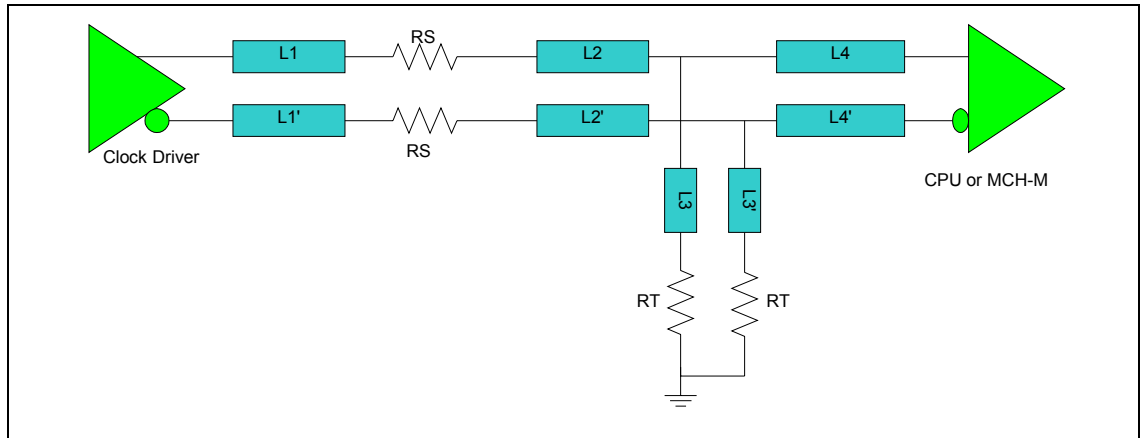 RS
L1
L2
L4
L1'
L2'
L4'
RS
Clock Driver
CPU or MCH-M
L3
L3'
RT
RT